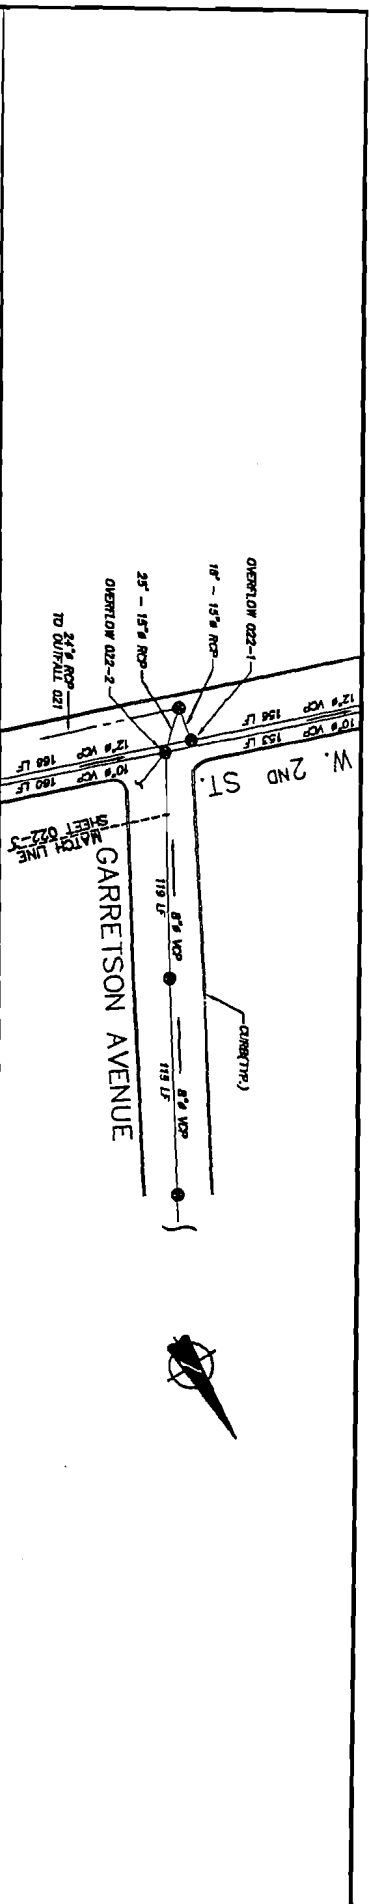 OVERFLOW 022-1
18' ~ 15"ø RCP
25' ~ 15"ø RCP
OVERFLOW 022-2
24"ø RCP
TO OUTFALL 021
12"ø VCP 156 LF
10"ø VCP 153 LF
W. 2ND ST.
12"ø VCP 168 LF
10"ø VCP 160 LF
MATCH LINE
SHEET 022-3
GARRETSON AVENUE
119 LF 8"ø VCP
115 LF 8"ø VCP
CURB(TYP.)